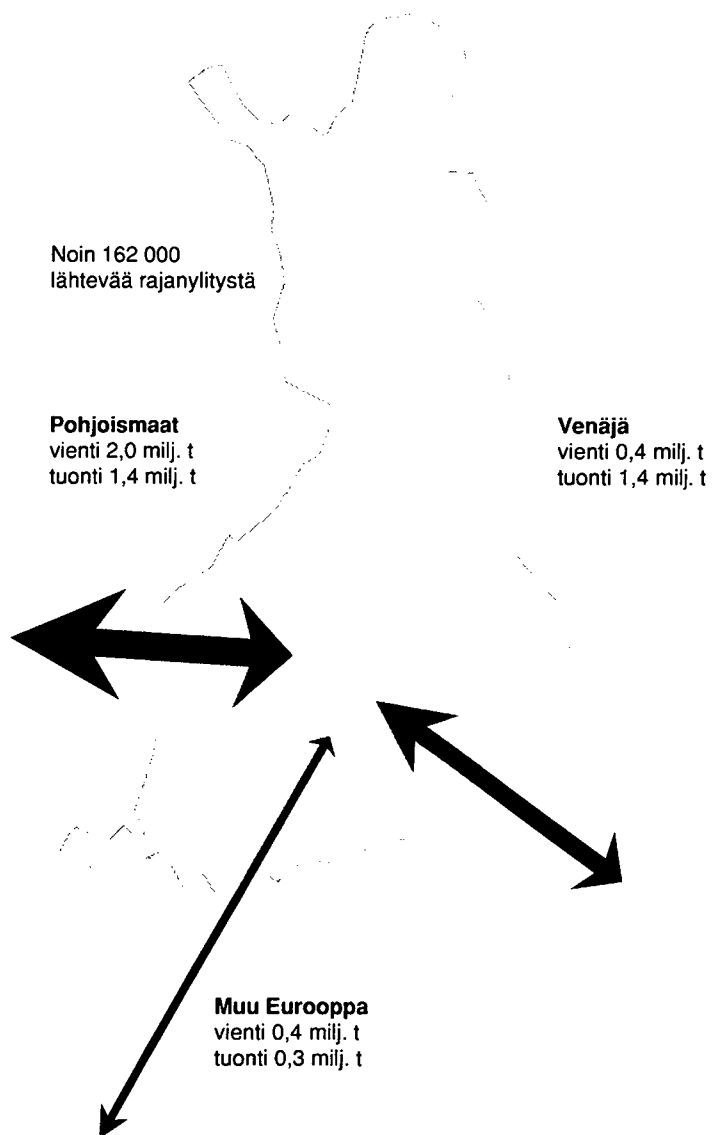 Noin 162 000
lähtevää rajanylitystä
Pohjoismaat
vienti 2,0 milj. t
tuonti 1,4 milj. t
Venäjä
vienti 0,4 milj. t
tuonti 1,4 milj. t
Muu Eurooppa
vienti 0,4 milj. t
tuonti 0,3 milj. t